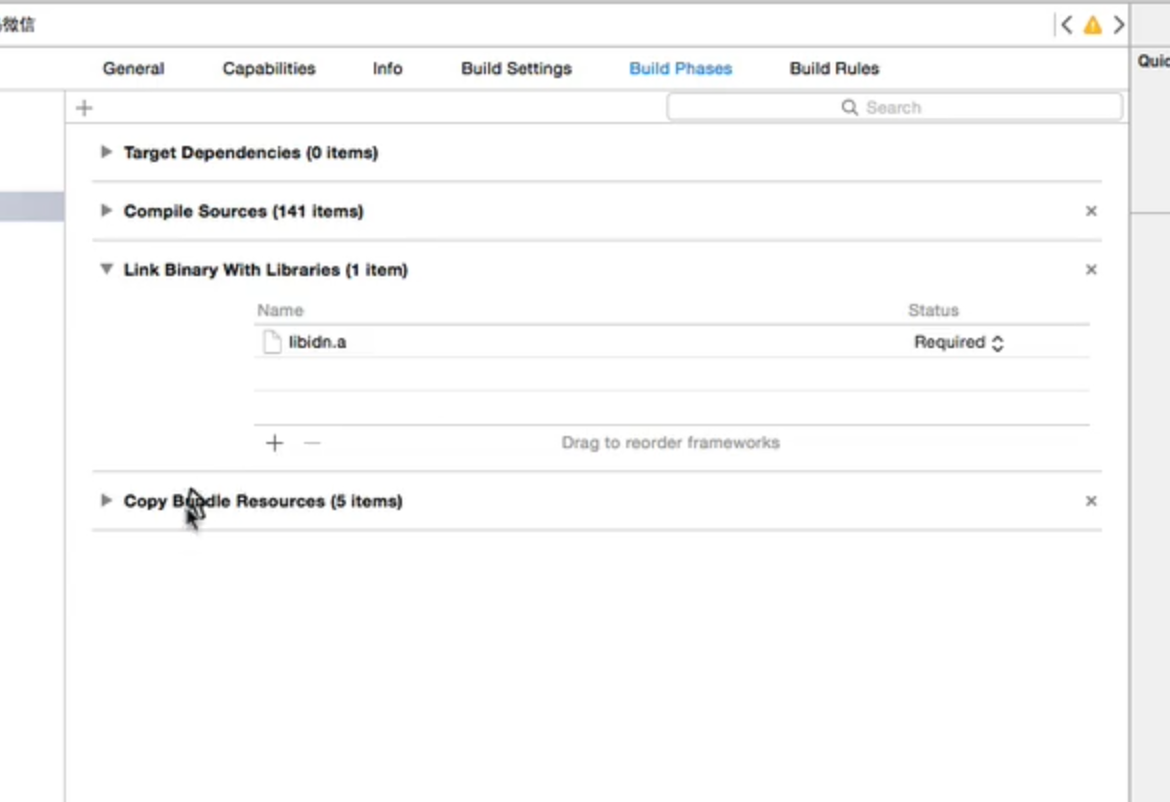 微信
General Capabilities Info Build Settings Build Phases Build Rules
Search
Target Dependencies (0 items)
Compile Sources (141 items)
Link Binary With Libraries (1 item)
Name Status
libidn.a Required
Drag to reorder frameworks
Copy Bundle Resources (5 items)